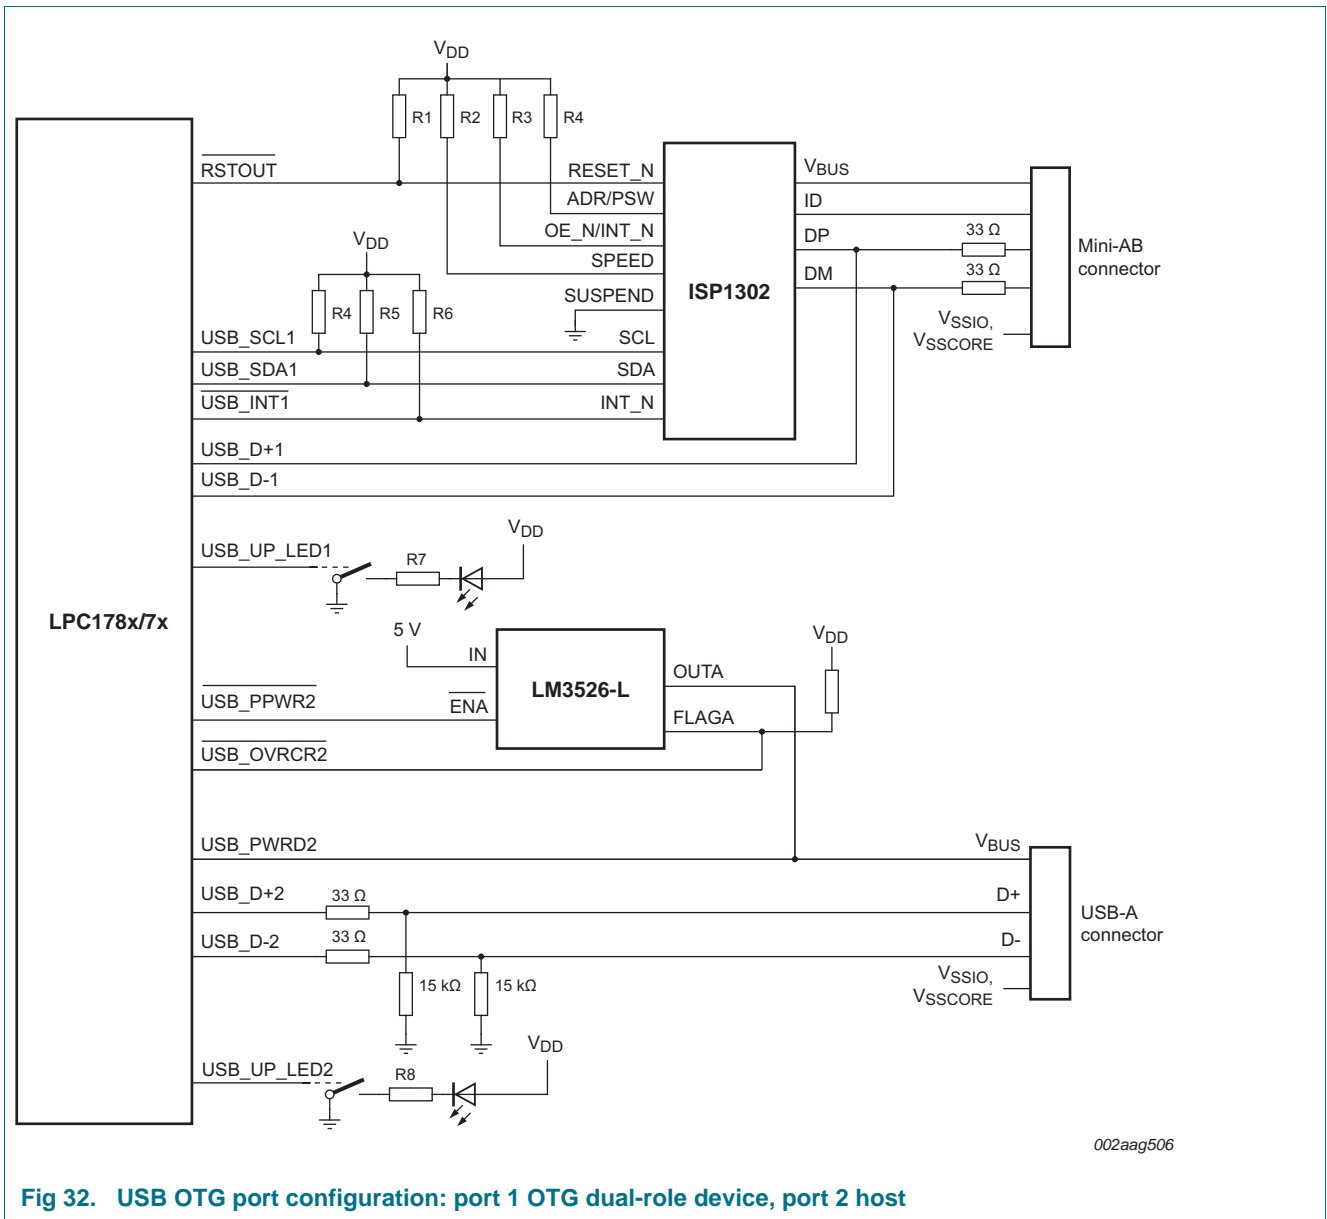 VDD
R1 R2 R3 R4
RSTOUT
RESET_N
VBUS
ADR/PSW
ID
OE_N/INT_N
DP
33 Ω
Mini-AB
connector
VDD
SPEED
DM
33 Ω
SUSPEND
ISP1302
VSSIO,
VSSCORE
R4 R5 R6
USB_SCL1
SCL
USB_SDA1
SDA
USB_INT1
INT_N
USB_D+1
USB_D-1
VDD
USB_UP_LED1
R7
LPC178x/7x
5 V
VDD
IN
LM3526-L
OUTA
USB_PPWR2
ENA
FLAGA
USB_OVRCR2
USB_PWRD2
VBUS
USB_D+2
33 Ω
D+
USB-A
connector
USB_D-2
33 Ω
D-
VSSIO,
VSSCORE
15 kΩ 15 kΩ
VDD
USB_UP_LED2
R8
002aag506
Fig 32. USB OTG port configuration: port 1 OTG dual-role device, port 2 host